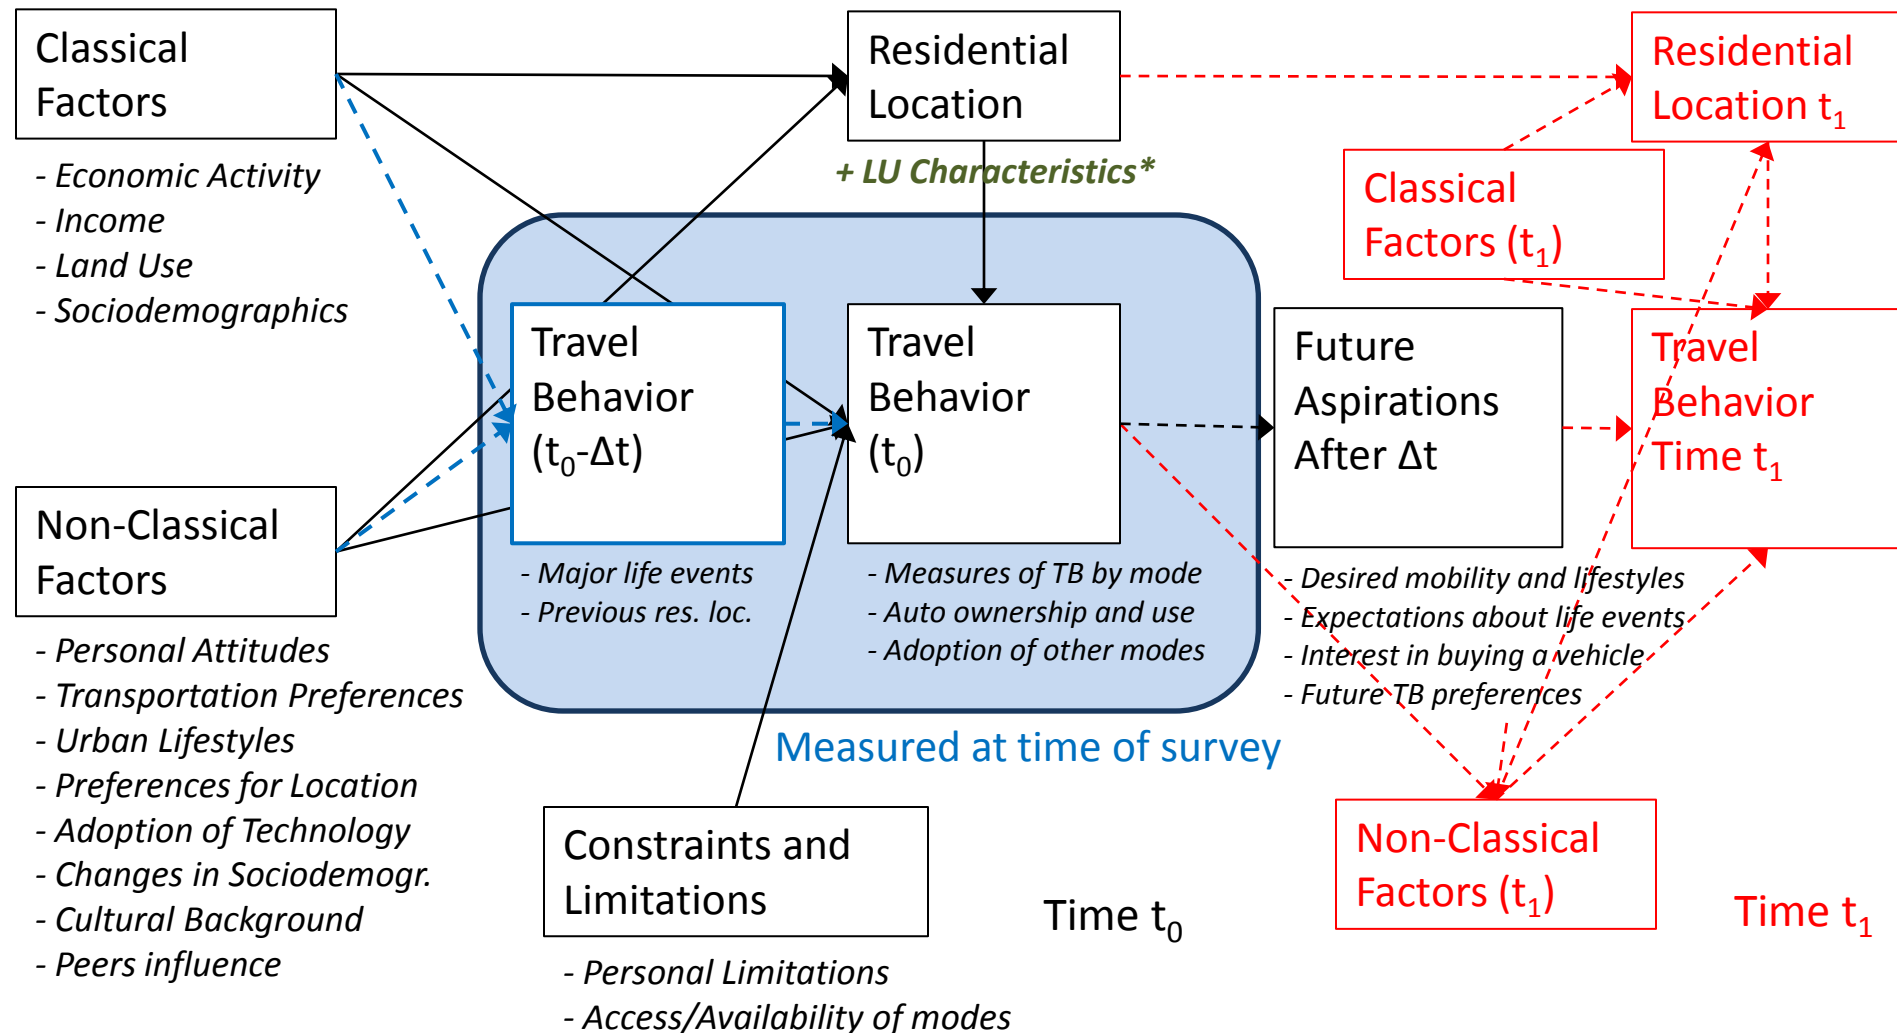 Classical
Factors
- Economic Activity
- Income
- Land Use
- Sociodemographics
Non-Classical
Factors
- Personal Attitudes
- Transportation Preferences
- Urban Lifestyles
- Preferences for Location
- Adoption of Technology
- Changes in Sociodemogr.
- Cultural Background
- Peers influence
Residential
Location
+ LU Characteristics*
Travel
Behavior
(t₀-Δt)
- Major life events
- Previous res. loc.
Travel
Behavior
(t₀)
- Measures of TB by mode
- Auto ownership and use
- Adoption of other modes
Measured at time of survey
Constraints and
Limitations
- Personal Limitations
- Access/Availability of modes
Time t₀
Future
Aspirations
After Δt
- Desired mobility and lifestyles
- Expectations about life events
- Interest in buying a vehicle
- Future TB preferences
Residential
Location t₁
Classical
Factors (t₁)
Travel
Behavior
Time t₁
Non-Classical
Factors (t₁)
Time t₁